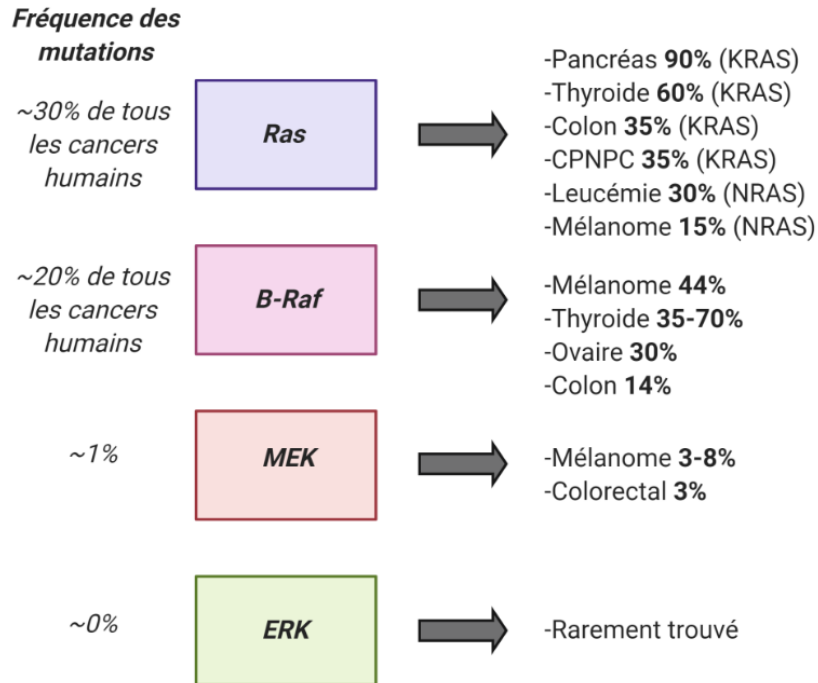 Fréquence des
mutations
~30% de tous
les cancers
humains
Ras
-Pancréas 90% (KRAS)
-Thyroide 60% (KRAS)
-Colon 35% (KRAS)
-CPNPC 35% (KRAS)
-Leucémie 30% (NRAS)
-Mélanome 15% (NRAS)
~20% de tous
les cancers
humains
B-Raf
-Mélanome 44%
-Thyroide 35-70%
-Ovaire 30%
-Colon 14%
~1%
MEK
-Mélanome 3-8%
-Colorectal 3%
~0%
ERK
-Rarement trouvé